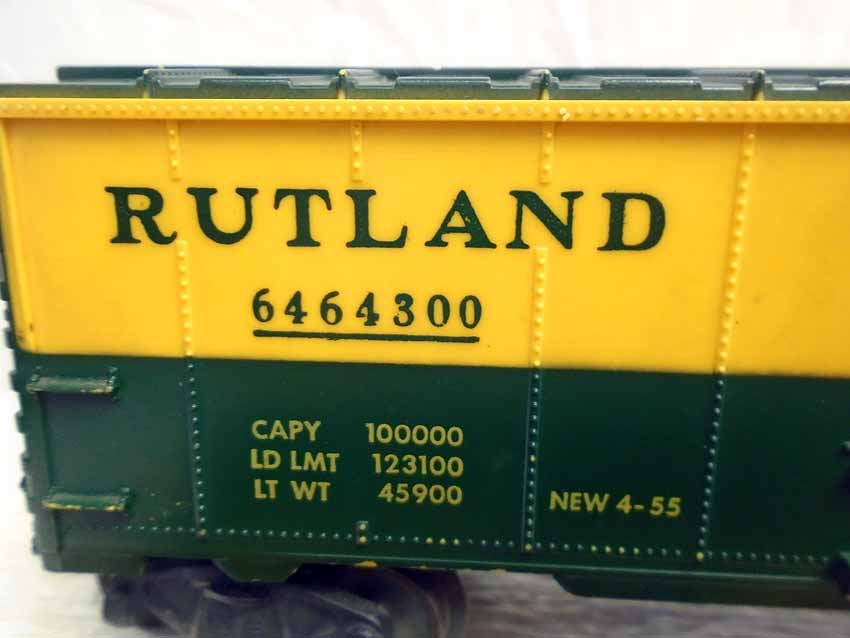 RUTLAND
6464300
CAPY 100000
LD LMT 123100
LT WT 45900
NEW 4-55